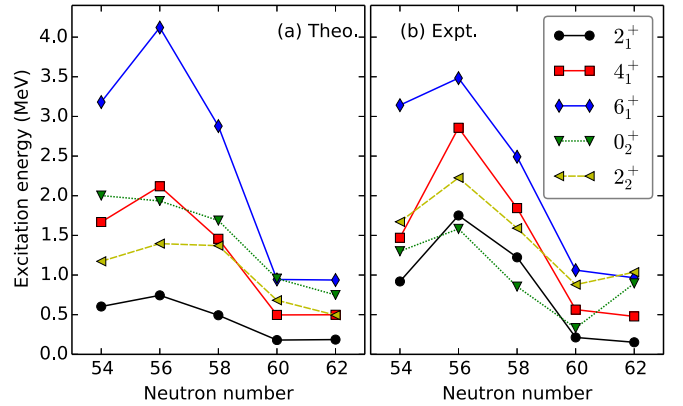 (a) Theo.
(b) Expt.
2₁⁺
4₁⁺
6₁⁺
0₂⁺
2₂⁺
Excitation energy (MeV)
4.0
3.5
3.0
2.5
2.0
1.5
1.0
0.5
0.0
54 56 58 60 62
54 56 58 60 62
Neutron number
Neutron number